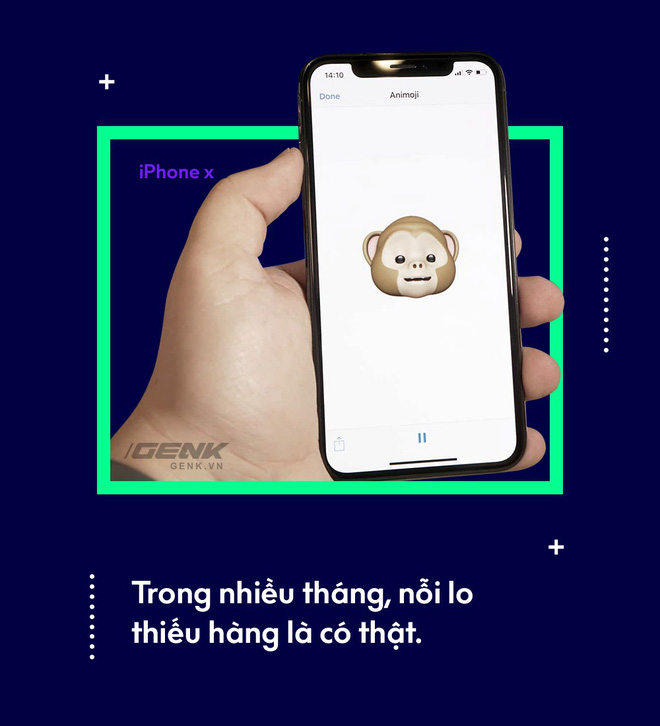 14:10
Done
Animoji
iPhone x
GENK
GENK.VN
Trong nhiều tháng, nỗi lo
thiếu hàng là có thật.